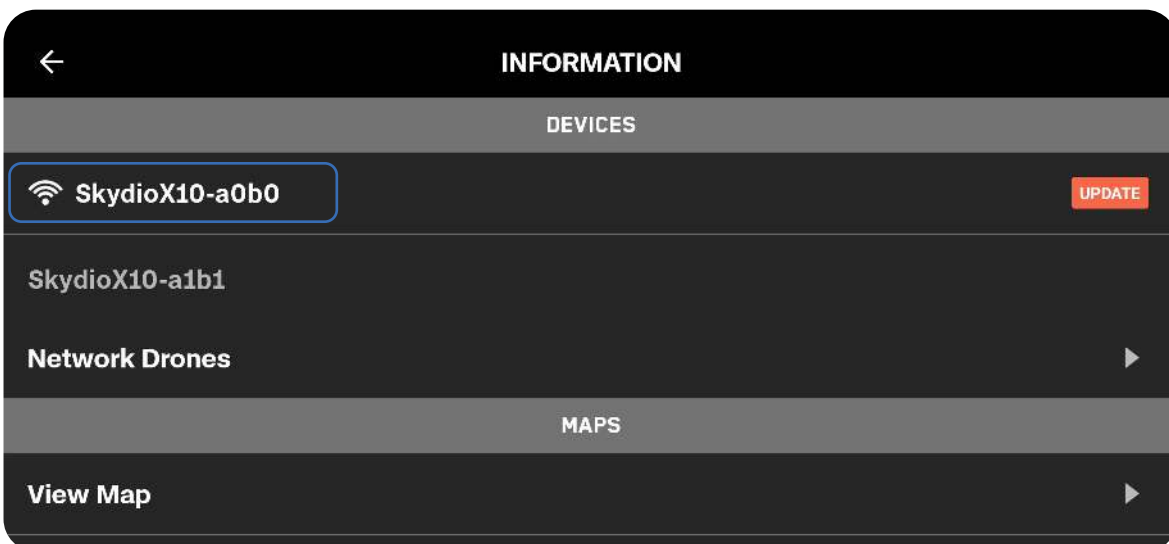 INFORMATION
DEVICES
SkydioX10-a0b0 UPDATE
SkydioX10-a1b1
Network Drones
MAPS
View Map